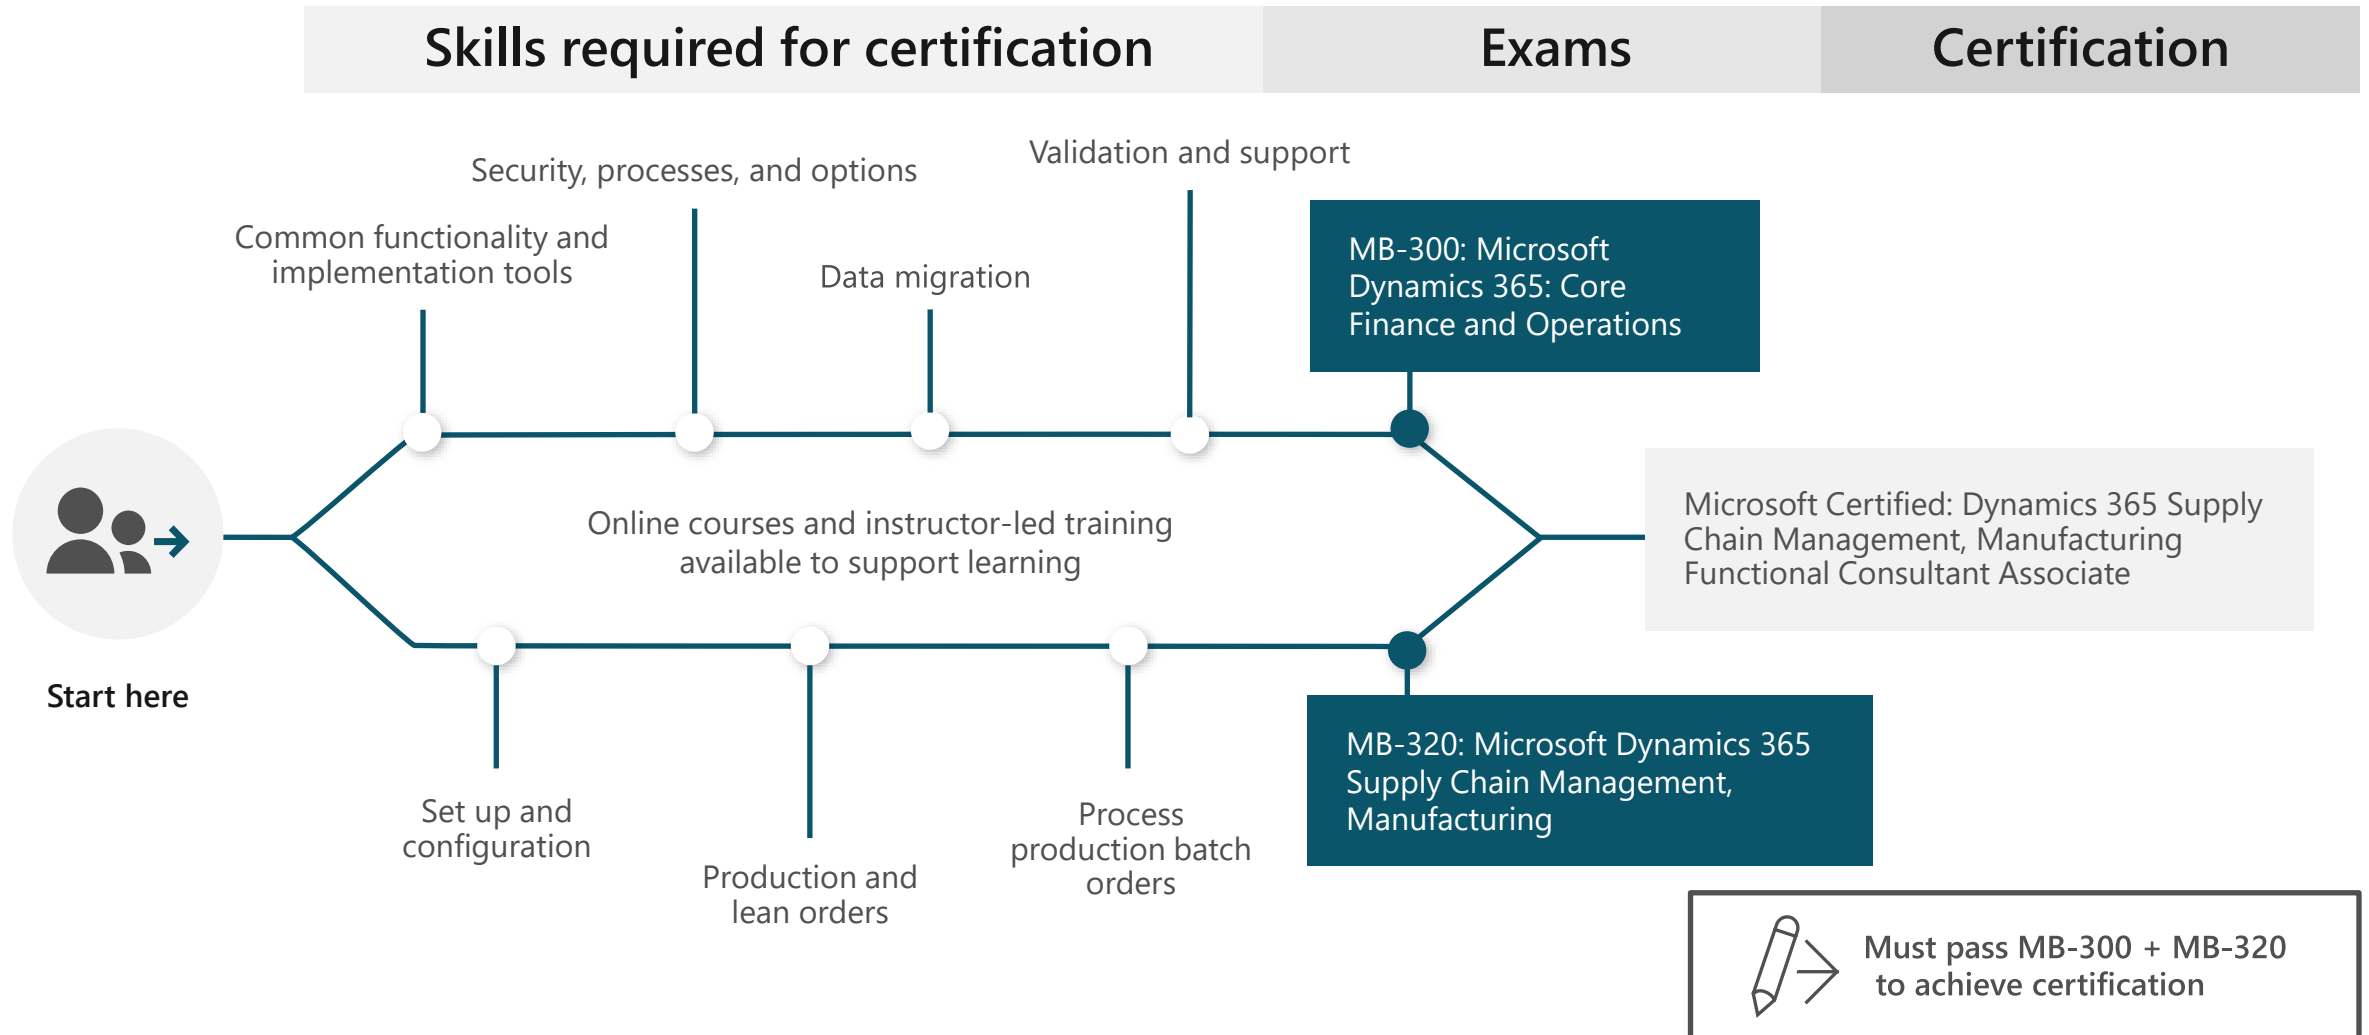 Skills required for certification
Exams
Certification
Security, processes, and options
Validation and support
Common functionality and
implementation tools
Data migration
MB-300: Microsoft
Dynamics 365: Core
Finance and Operations
Online courses and instructor-led training
available to support learning
Microsoft Certified: Dynamics 365 Supply
Chain Management, Manufacturing
Functional Consultant Associate
Start here
Set up and
configuration
Production and
lean orders
Process
production batch
orders
MB-320: Microsoft Dynamics 365
Supply Chain Management,
Manufacturing
Must pass MB-300 + MB-320
to achieve certification